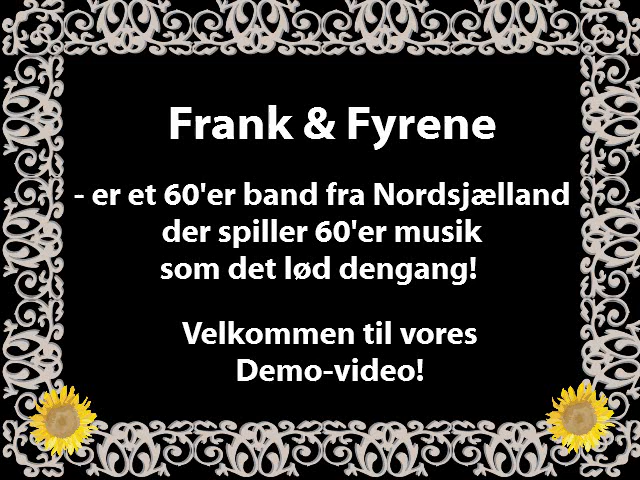 Frank & Fyrene
- er et 60'er band fra Nordsjælland
der spiller 60'er musik
som det lød dengang!
Velkommen til vores
Demo-video!